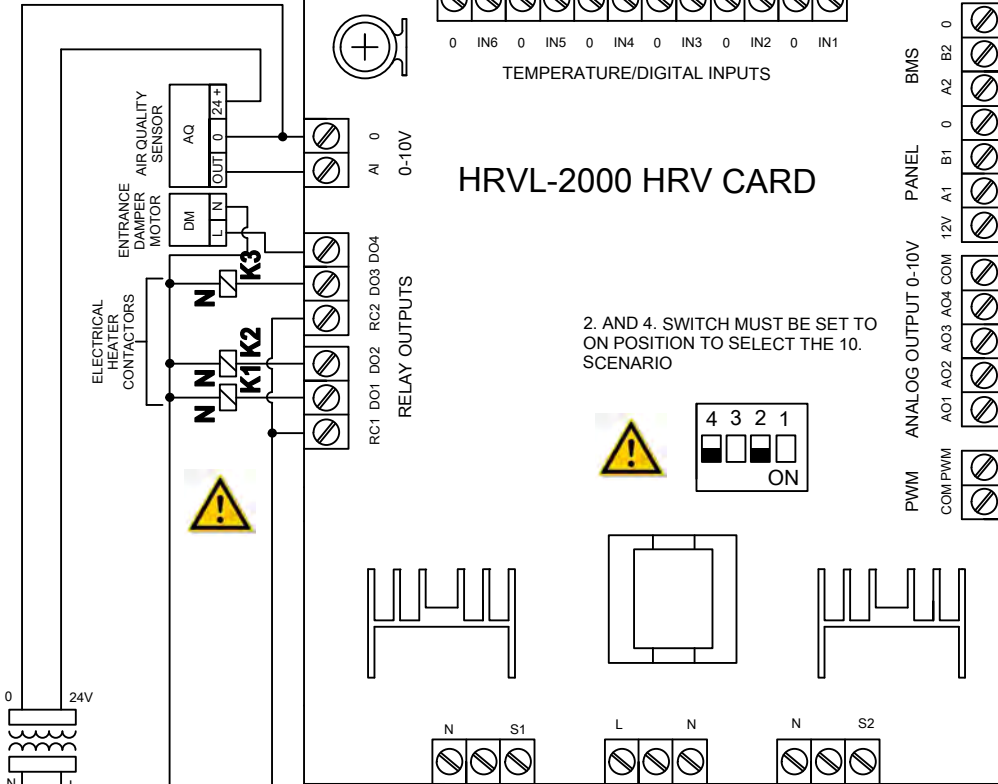 0 IN6 0 IN5 0 IN4 0 IN3 0 IN2 0 IN1
TEMPERATURE/DIGITAL INPUTS
HRVL-2000 HRV CARD
AIR QUALITY
SENSOR
AQ
24 +
0
OUT
ENTRANCE
DAMPER
MOTOR
DM
N
L
ELECTRICAL
HEATER
CONTACTORS
N
K3
N
K2
N
K1
0
AI
0-10V
DO4
DO3
RC2
DO2
DO1
RC1
RELAY OUTPUTS
2. AND 4. SWITCH MUST BE SET TO
ON POSITION TO SELECT THE 10.
SCENARIO
4 3 2 1
ON
0
B2
A2
BMS
0
B1
A1
12V
PANEL
COM
AO4
AO3
AO2
AO1
ANALOG OUTPUT 0-10V
PWM
COM
PWM
0
24V
N
L
N S1
L N
N S2